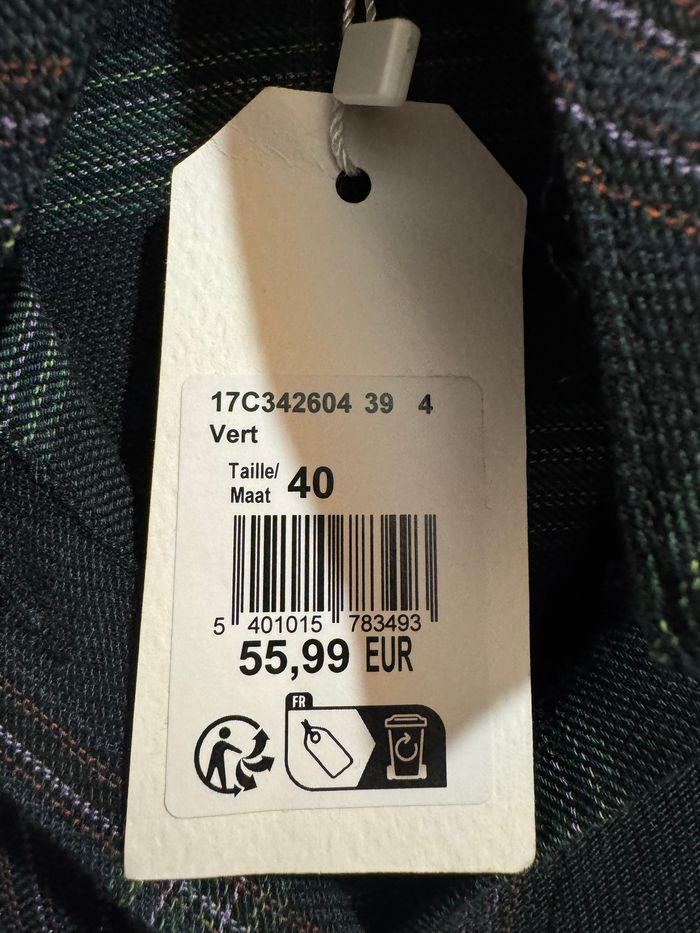 17C342604 39 4
Vert
Taille/
Maat 40
5 401015 783493
55,99 EUR
FR